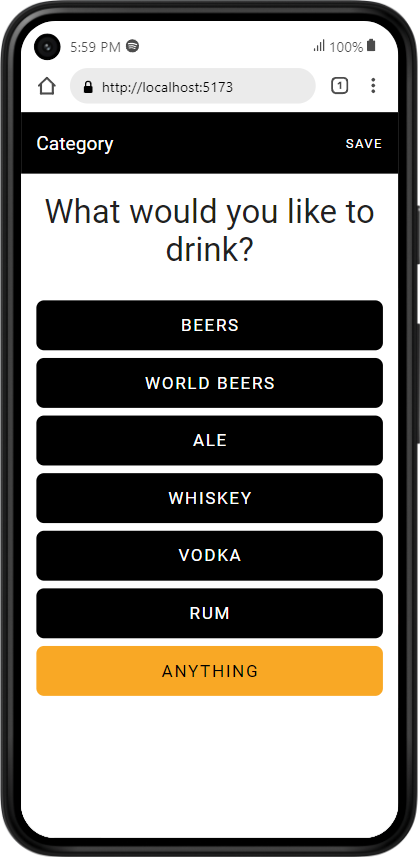 5:59 PM 100%
1
http://localhost:5173
Category SAVE
What would you like to
drink?
BEERS
WORLD BEERS
ALE
WHISKEY
VODKA
RUM
ANYTHING